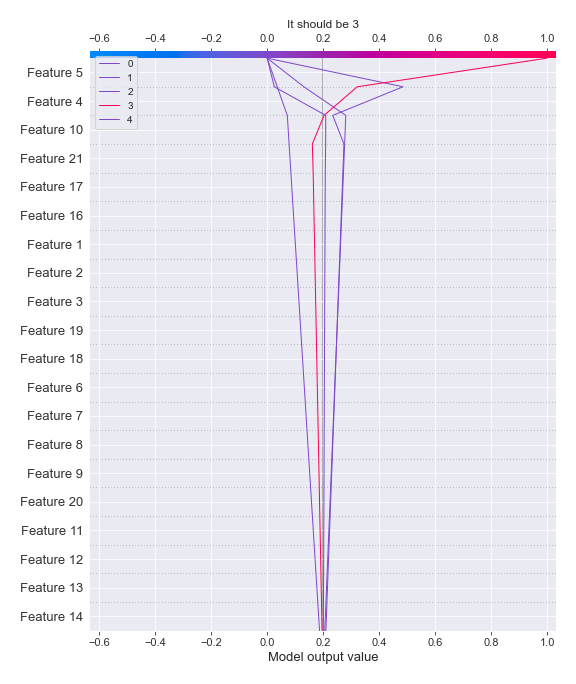 It should be 3
−0.6 −0.4 −0.2 0.0 0.2 0.4 0.6 0.8 1.0
0
1
2
3
4
Feature 5
Feature 4
Feature 10
Feature 21
Feature 17
Feature 16
Feature 1
Feature 2
Feature 3
Feature 19
Feature 18
Feature 6
Feature 7
Feature 8
Feature 9
Feature 20
Feature 11
Feature 12
Feature 13
Feature 14
−0.6 −0.4 −0.2 0.0 0.2 0.4 0.6 0.8 1.0
Model output value